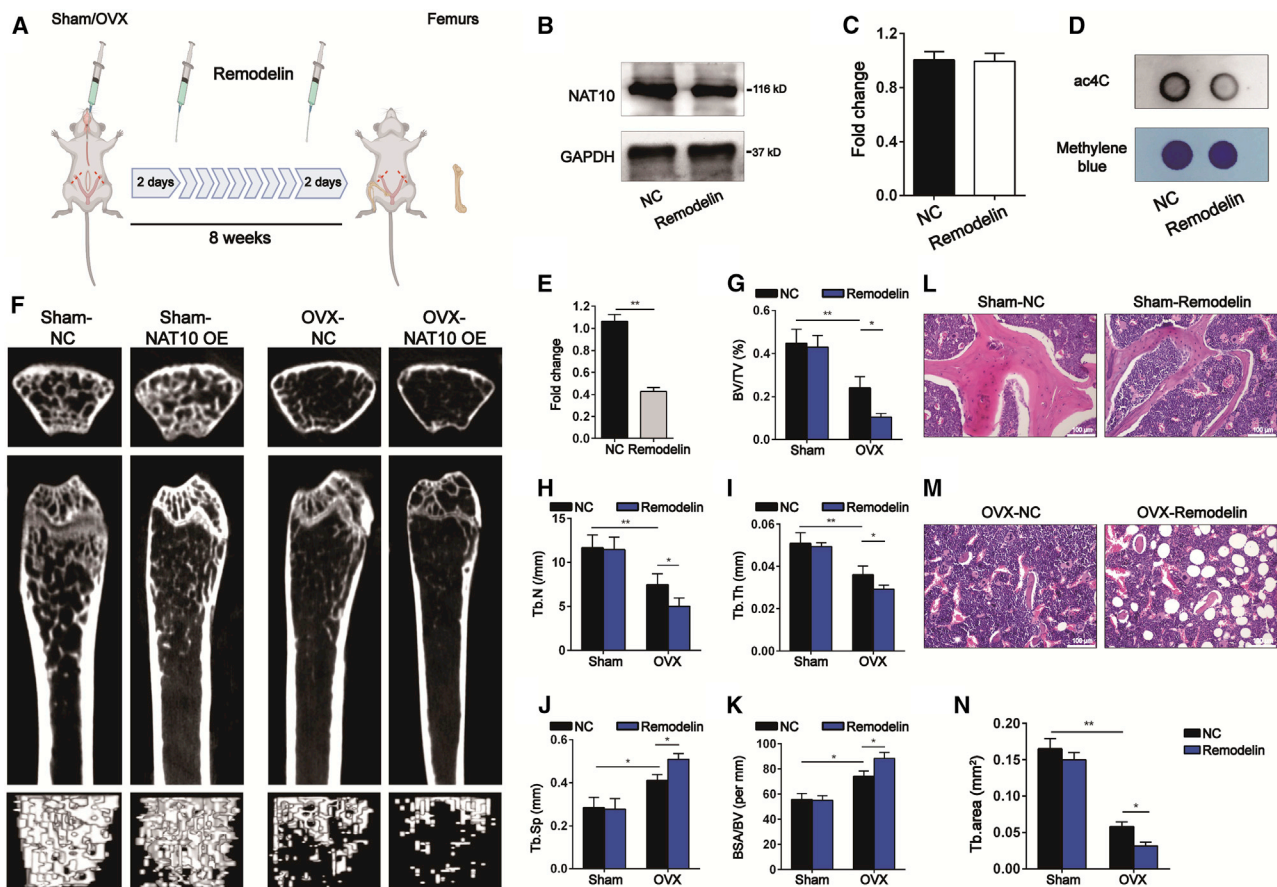 A
Sham/OVX
Femurs
Remodelin
2 days
2 days
8 weeks
B
NAT10
-116 kD
GAPDH
-37 kD
NC
Remodelin
C
Fold change
1.2
0.8
0.4
0.0
NC
Remodelin
D
ac4C
Methylene
blue
NC
Remodelin
E
**
Fold change
1.4
1.2
1.0
0.8
0.6
0.4
0.2
0.0
NC Remodelin
F
Sham-
NC
Sham-
NAT10 OE
OVX-
NC
OVX-
NAT10 OE
G
NC
Remodelin
**
*
BV/TV (%)
0.6
0.4
0.2
0.0
Sham
OVX
H
NC
Remodelin
**
*
Tb.N (/mm)
15
10
5
0
Sham
OVX
I
NC
Remodelin
**
*
Tb.Th (mm)
0.06
0.04
0.02
0.00
Sham
OVX
J
NC
Remodelin
*
*
Tb.Sp (mm)
0.6
0.4
0.2
0.0
Sham
OVX
K
NC
Remodelin
*
*
BSA/BV (per mm)
100
80
60
40
20
0
Sham
OVX
L
Sham-NC
Sham-Remodelin
100 μm
100 μm
M
OVX-NC
OVX-Remodelin
100 μm
N
**
*
NC
Remodelin
Tb.area (mm²)
0.20
0.15
0.10
0.05
0.00
Sham
OVX